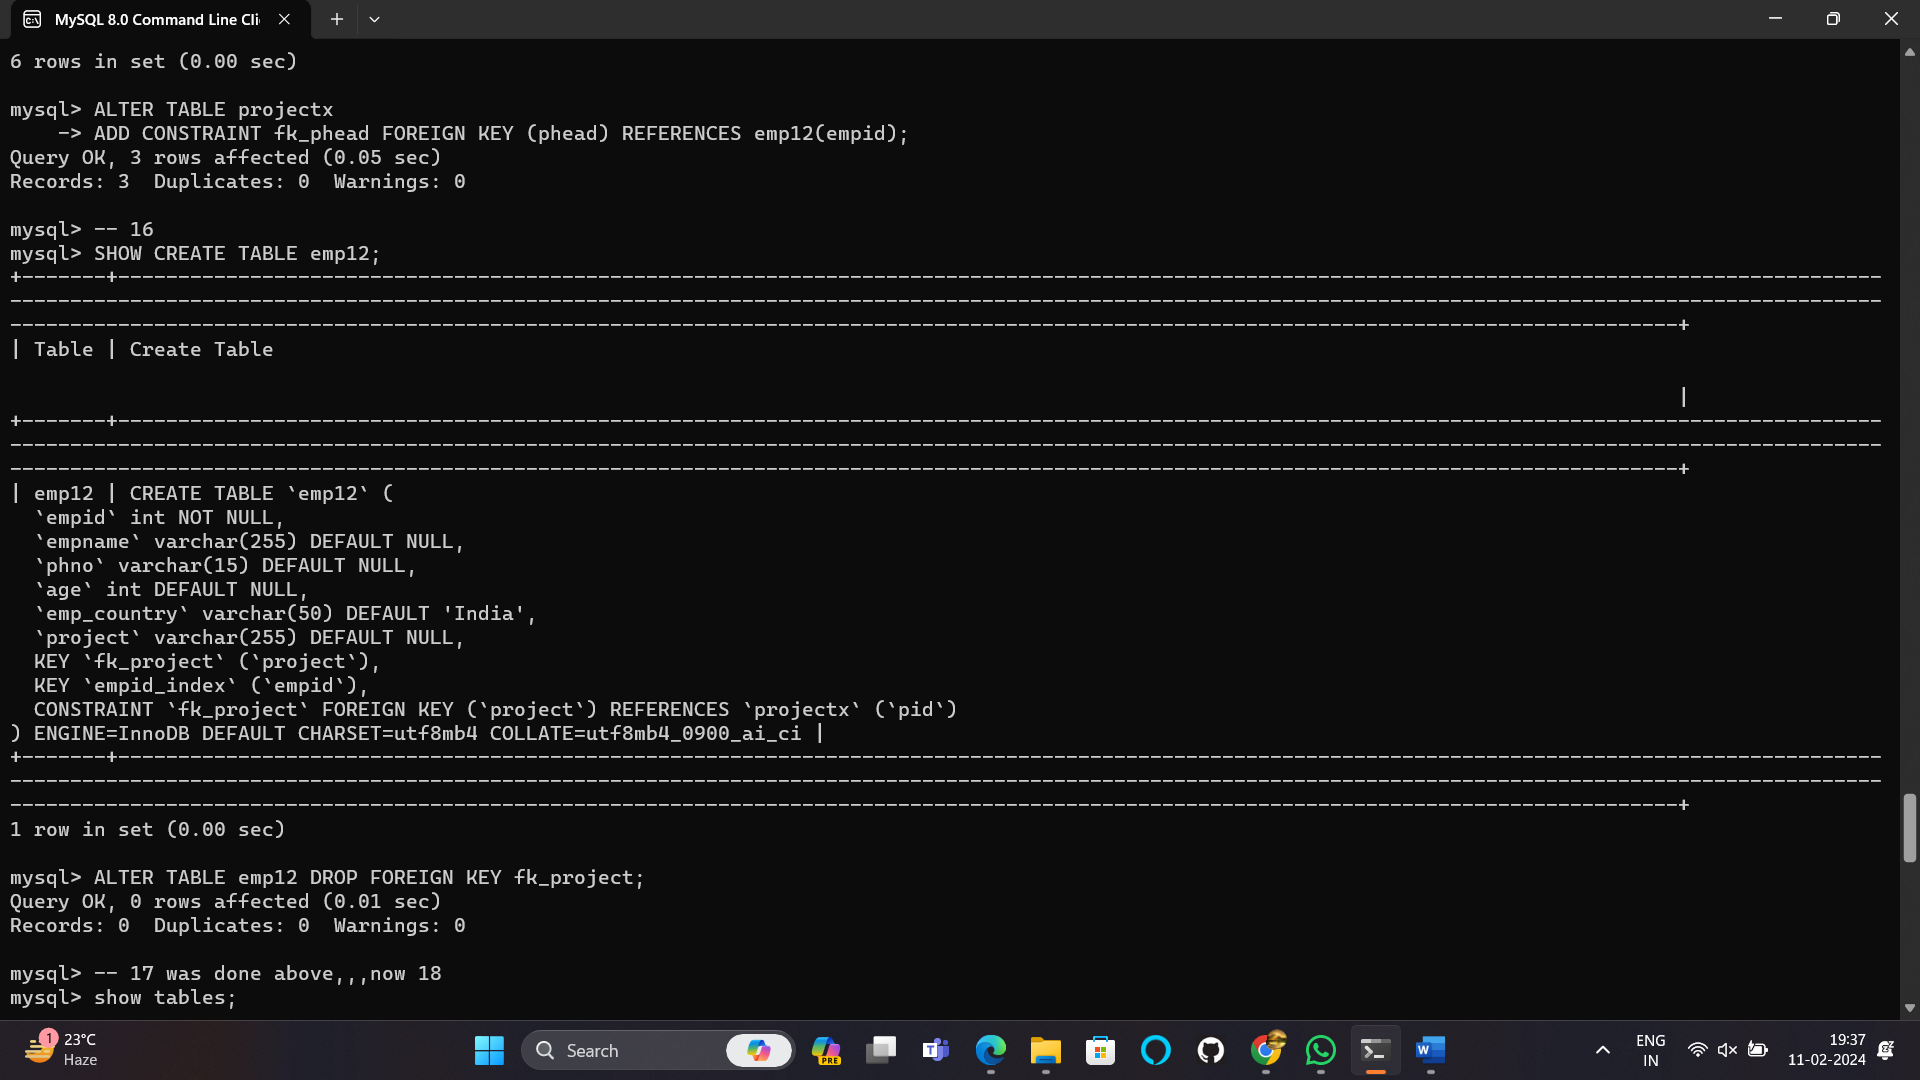 MySQL 8.0 Command Line Cli
6 rows in set (0.00 sec)
mysql> ALTER TABLE projectx
    -> ADD CONSTRAINT fk_phead FOREIGN KEY (phead) REFERENCES emp12(empid);
Query OK, 3 rows affected (0.05 sec)
Records: 3  Duplicates: 0  Warnings: 0
mysql> -- 16
mysql> SHOW CREATE TABLE emp12;
| Table | Create Table
|
| emp12 | CREATE TABLE `emp12` (
  `empid` int NOT NULL,
  `empname` varchar(255) DEFAULT NULL,
  `phno` varchar(15) DEFAULT NULL,
  `age` int DEFAULT NULL,
  `emp_country` varchar(50) DEFAULT 'India',
  `project` varchar(255) DEFAULT NULL,
  KEY `fk_project` (`project`),
  KEY `empid_index` (`empid`),
  CONSTRAINT `fk_project` FOREIGN KEY (`project`) REFERENCES `projectx` (`pid`)
) ENGINE=InnoDB DEFAULT CHARSET=utf8mb4 COLLATE=utf8mb4_0900_ai_ci |
1 row in set (0.00 sec)
mysql> ALTER TABLE emp12 DROP FOREIGN KEY fk_project;
Query OK, 0 rows affected (0.01 sec)
Records: 0  Duplicates: 0  Warnings: 0
mysql> -- 17 was done above,,,now 18
mysql> show tables;
1
23°C
Haze
Search
PRE
T
W
ENG
IN
19:37
11-02-2024